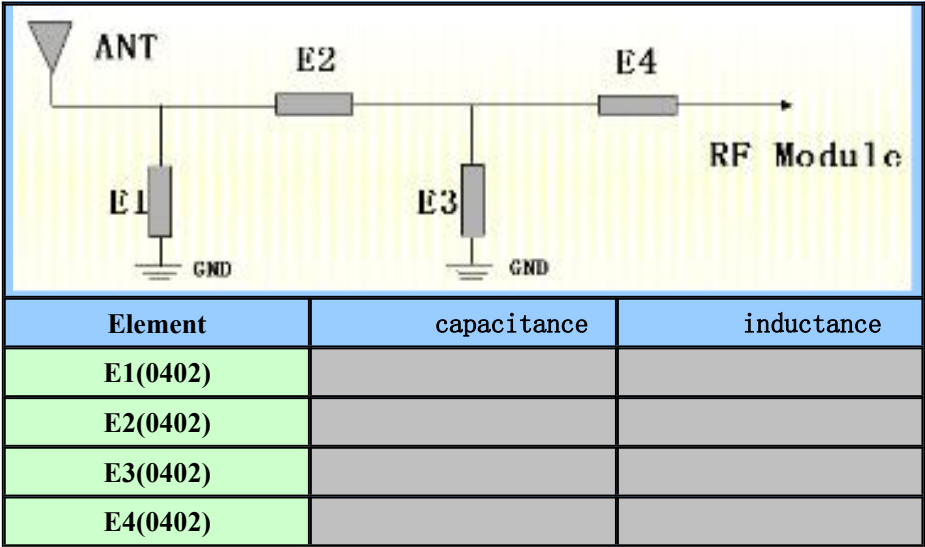 ANT
E2
E4
RF Module
E1
E3
GND
GND
Element capacitance inductance
E1(0402)
E2(0402)
E3(0402)
E4(0402)